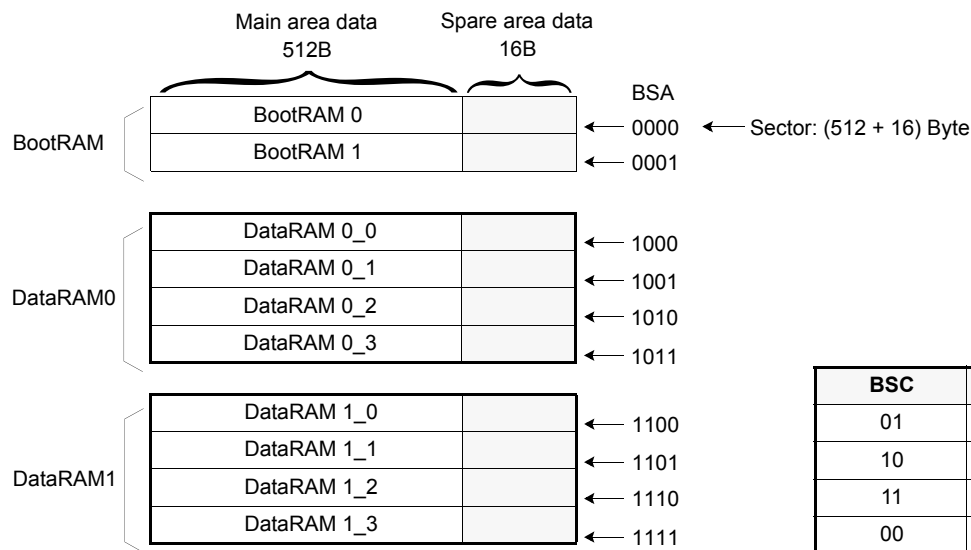 Main area data
512B
Spare area data
16B
BSA
BootRAM
BootRAM 0
0000
Sector: (512 + 16) Byte
BootRAM 1
0001
DataRAM0
DataRAM 0_0
1000
DataRAM 0_1
1001
DataRAM 0_2
1010
DataRAM 0_3
1011
DataRAM1
DataRAM 1_0
1100
DataRAM 1_1
1101
DataRAM 1_2
1110
DataRAM 1_3
1111
BSC
01
10
11
00